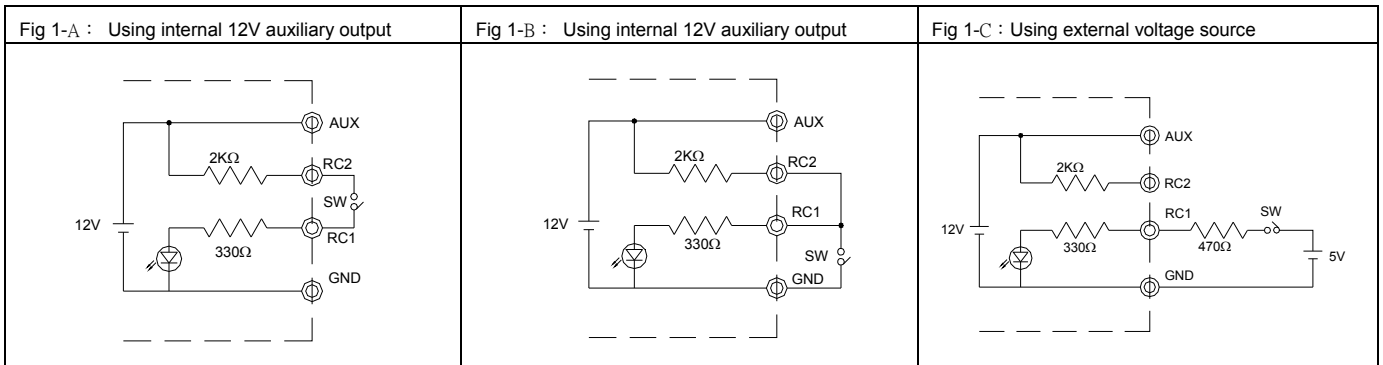 Fig 1-A： Using internal 12V auxiliary output
Fig 1-B： Using internal 12V auxiliary output
Fig 1-C：Using external voltage source
AUX
2KΩ
RC2
SW
12V
330Ω
RC1
GND
AUX
2KΩ
RC2
RC1
12V
330Ω
SW
GND
AUX
2KΩ
RC2
RC1
SW
12V
330Ω
470Ω
5V
GND